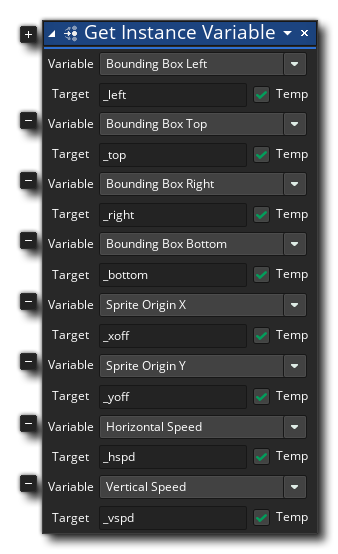 Get Instance Variable
Variable Bounding Box Left
Target _left Temp
Variable Bounding Box Top
Target _top Temp
Variable Bounding Box Right
Target _right Temp
Variable Bounding Box Bottom
Target _bottom Temp
Variable Sprite Origin X
Target _xoff Temp
Variable Sprite Origin Y
Target _yoff Temp
Variable Horizontal Speed
Target _hspd Temp
Variable Vertical Speed
Target _vspd Temp